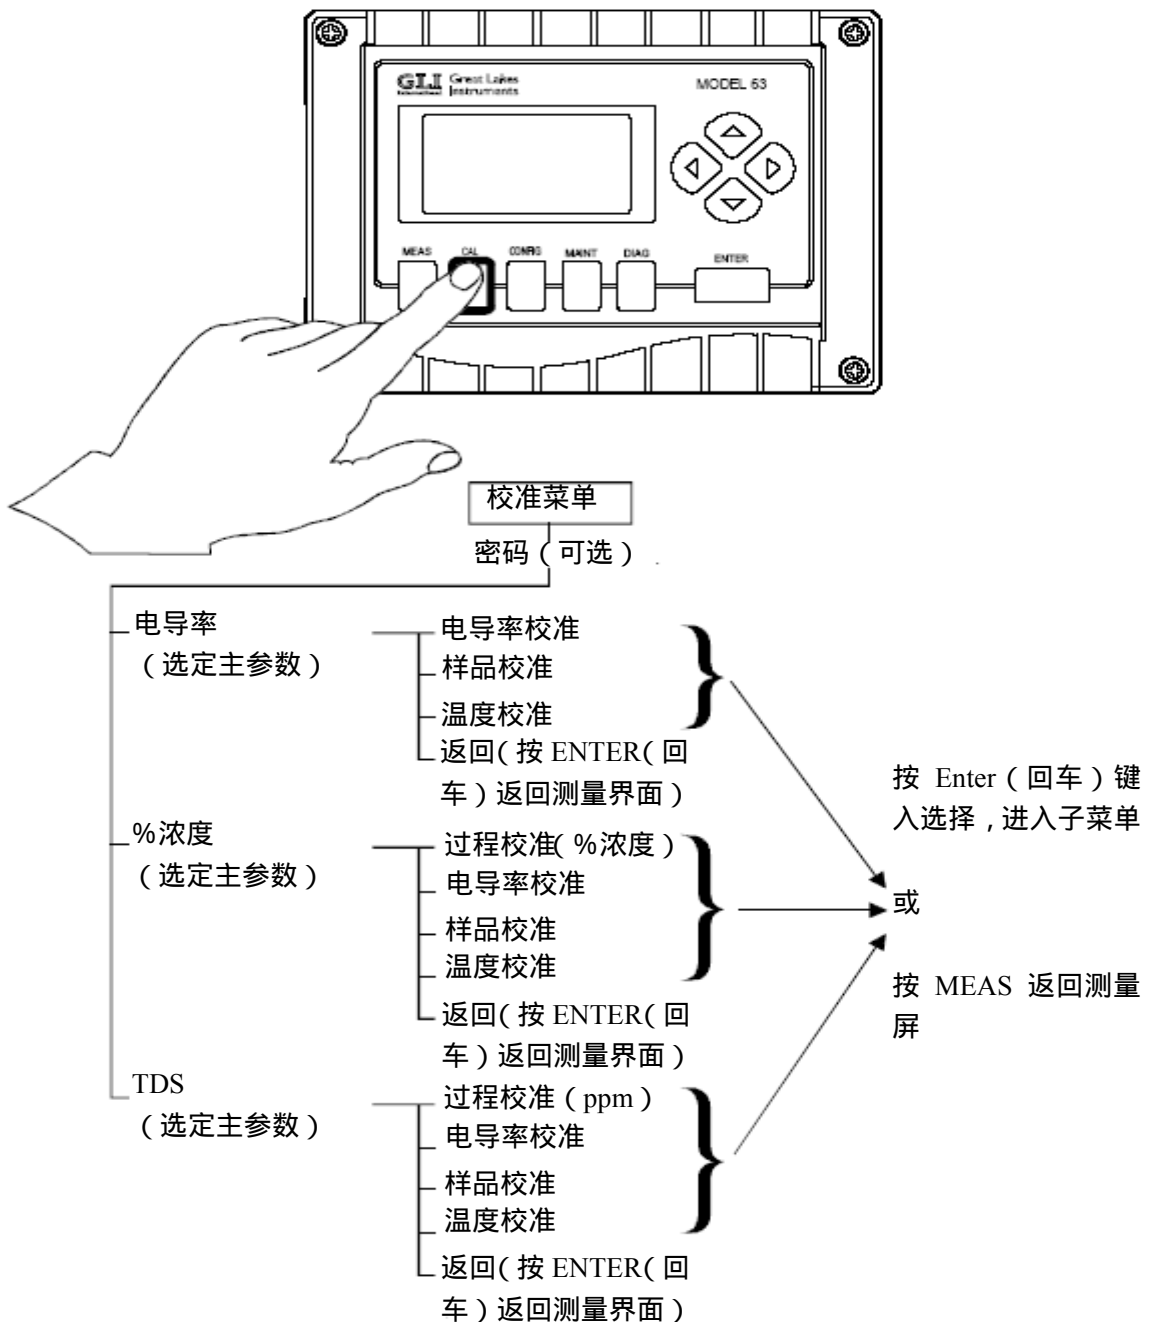 GLI Great Lakes
International Instruments
MODEL 53
MEAS CAL CONFIG MAINT DIAG ENTER
校准菜单
密码（可选）
电导率
（选定主参数）
电导率校准
样品校准
温度校准
返回（按 ENTER（回
车）返回测量界面）
%浓度
（选定主参数）
过程校准（%浓度）
电导率校准
样品校准
温度校准
返回（按 ENTER（回
车）返回测量界面）
TDS
（选定主参数）
过程校准（ppm）
电导率校准
样品校准
温度校准
返回（按 ENTER（回
车）返回测量界面）
按 Enter（回车）键
入选择，进入子菜单
或
按 MEAS 返回测量
屏